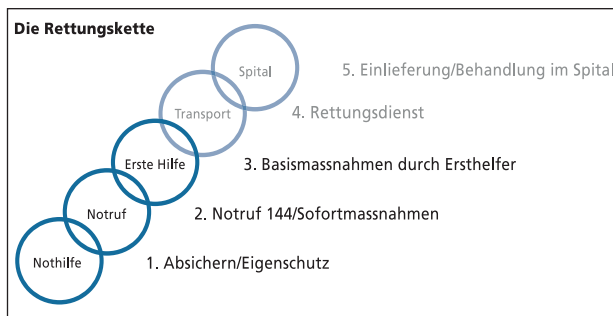 Die Rettungskette
Spital
5. Einlieferung/Behandlung im Spital
Transport
4. Rettungsdienst
Erste Hilfe
3. Basismassnahmen durch Ersthelfer
Notruf
2. Notruf 144/Sofortmassnahmen
Nothilfe
1. Absichern/Eigenschutz